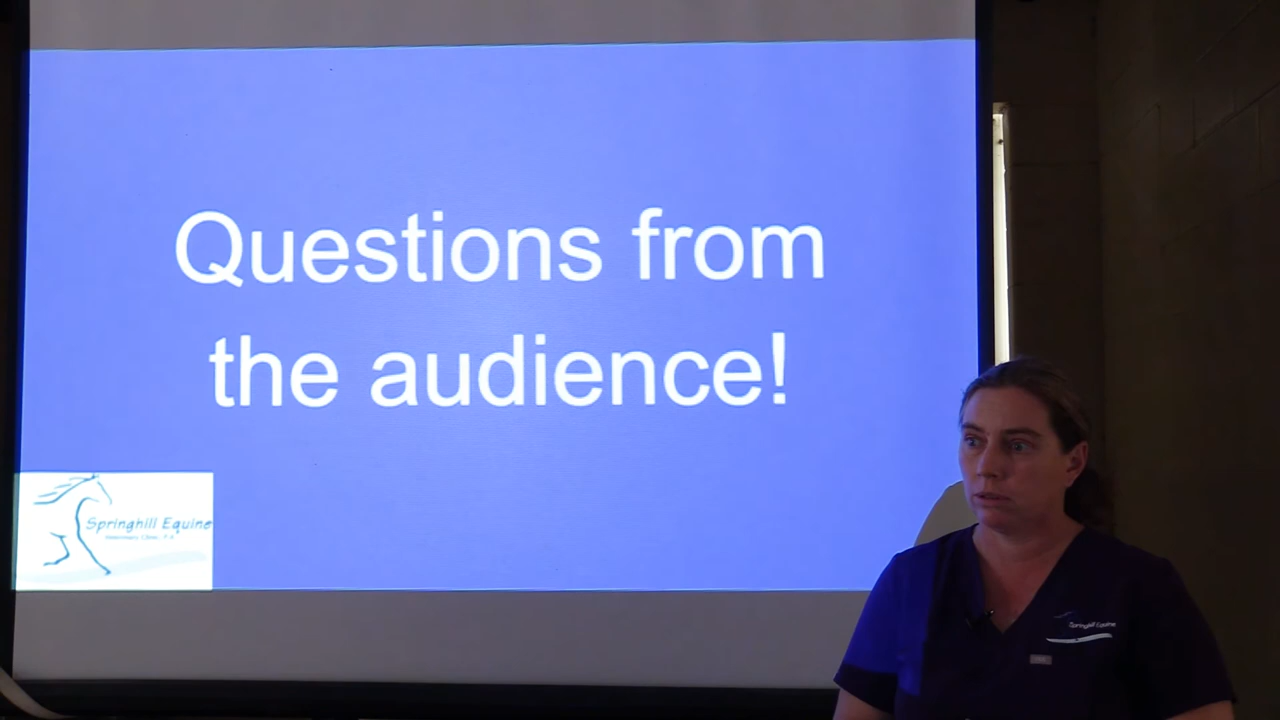 Questions from
the audience!
Springhill Equine
Springhill Equine